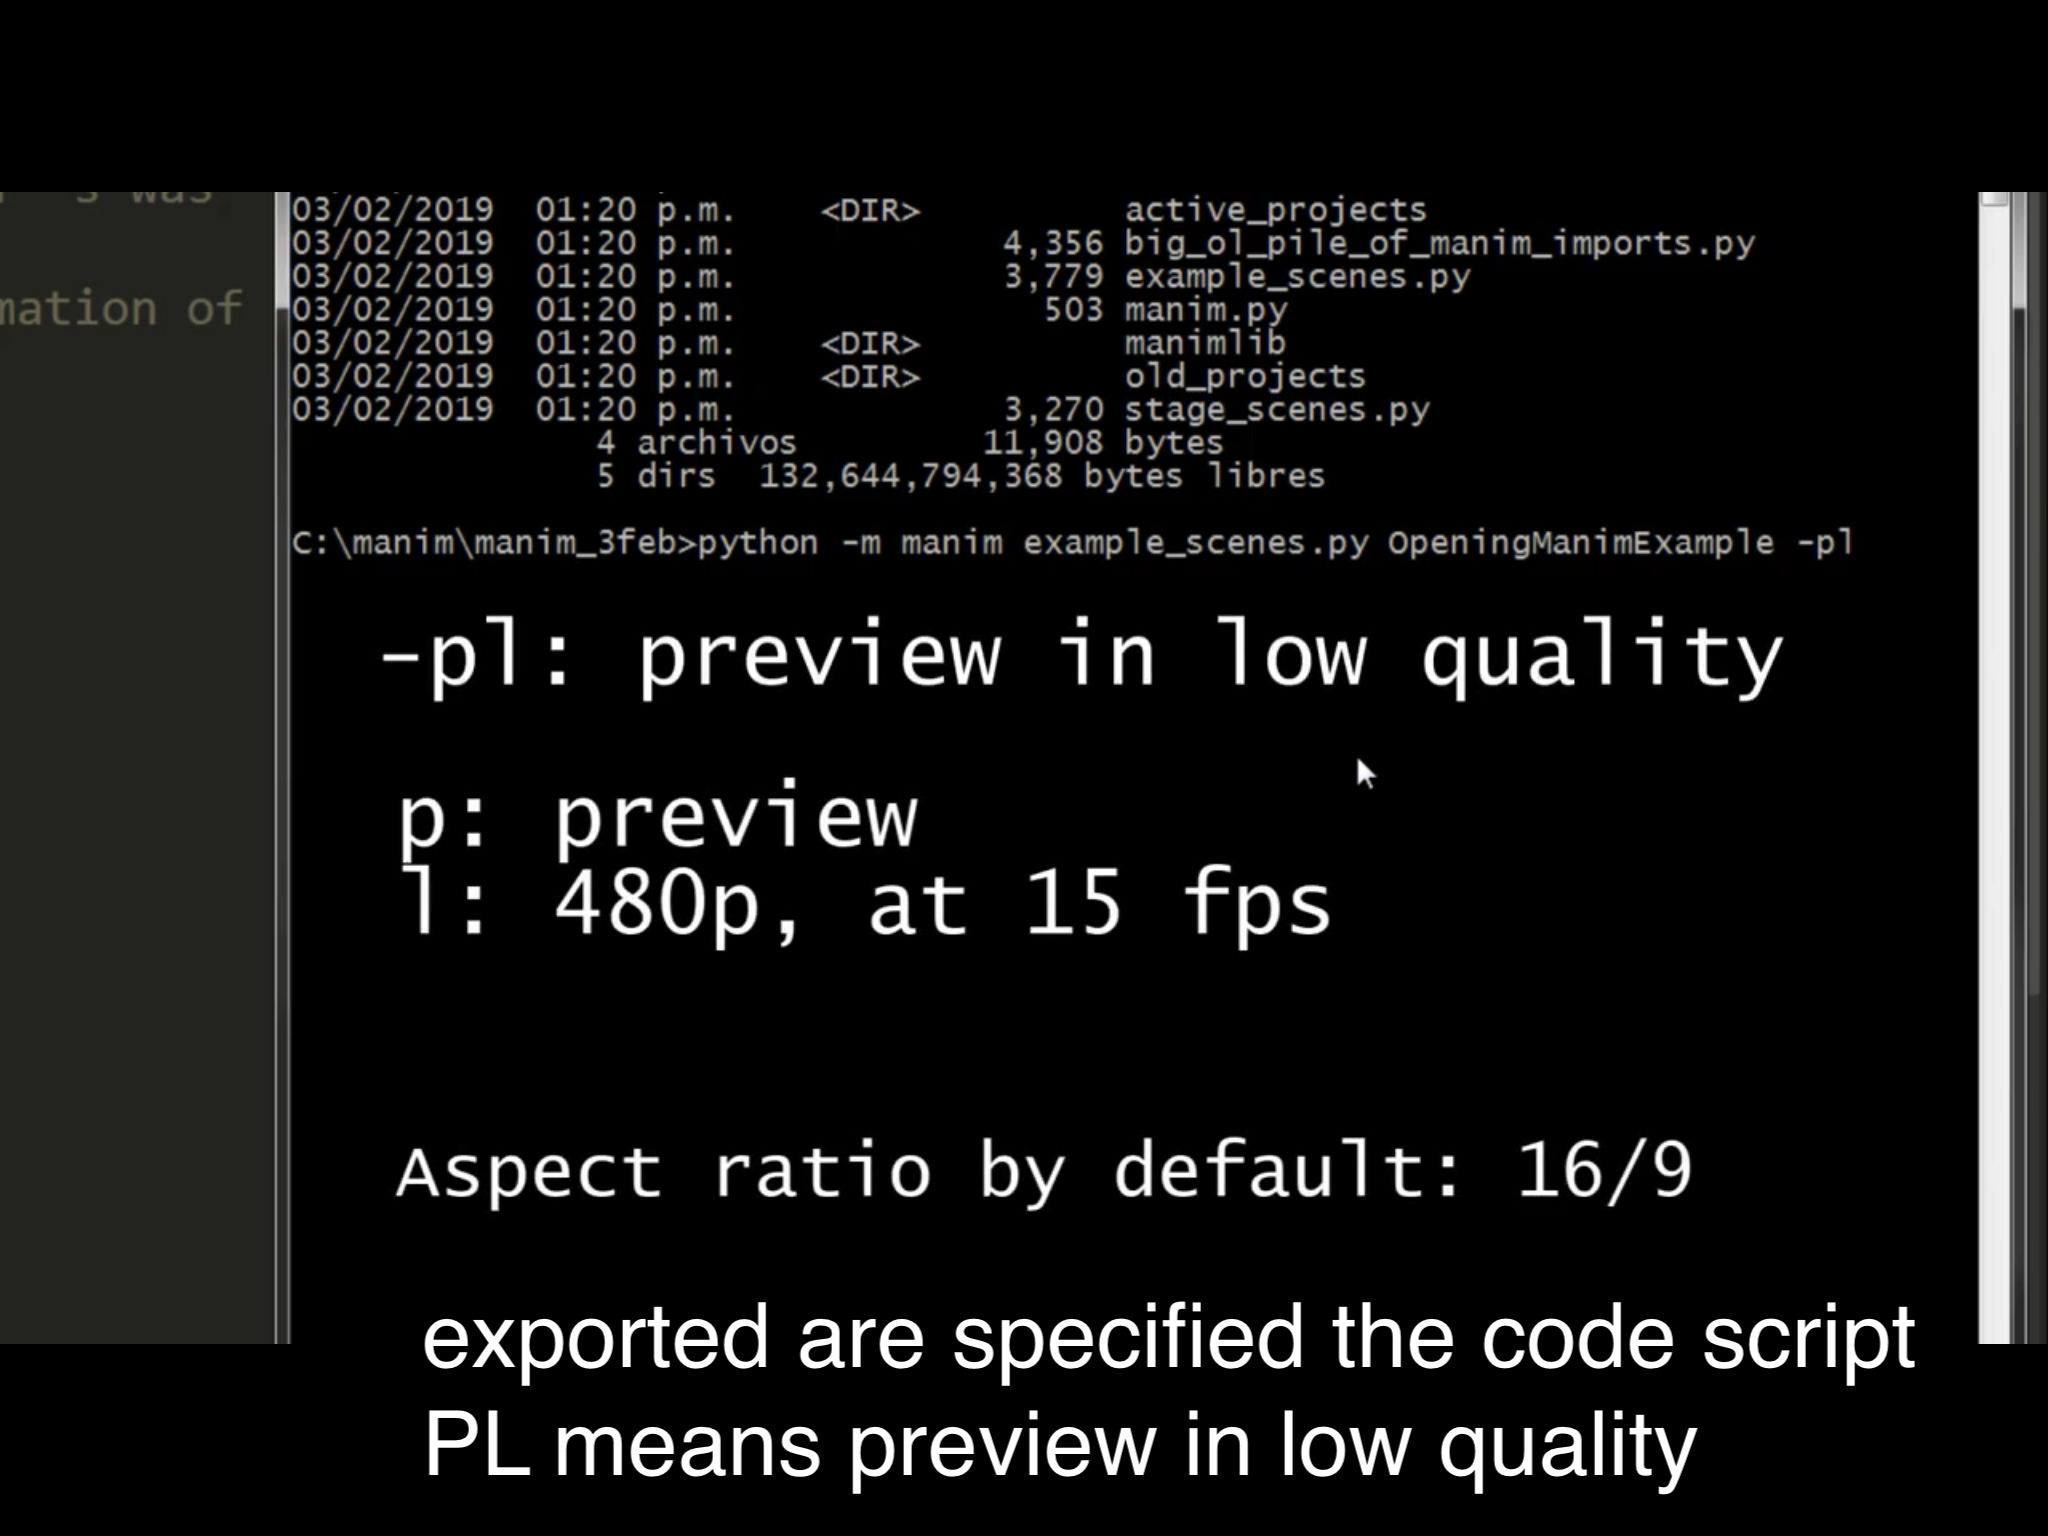 s was
mation of
03/02/2019 01:20 p.m. <DIR> active_projects
03/02/2019 01:20 p.m. 4,356 big_ol_pile_of_manim_imports.py
03/02/2019 01:20 p.m. 3,779 example_scenes.py
03/02/2019 01:20 p.m. 503 manim.py
03/02/2019 01:20 p.m. <DIR> manimlib
03/02/2019 01:20 p.m. <DIR> old_projects
03/02/2019 01:20 p.m. 3,270 stage_scenes.py
4 archivos 11,908 bytes
5 dirs 132,644,794,368 bytes libres
C:\manim\manim_3feb>python -m manim example_scenes.py OpeningManimExample -pl
-pl: preview in low quality
p: preview
l: 480p, at 15 fps
Aspect ratio by default: 16/9
exported are specified the code script
PL means preview in low quality